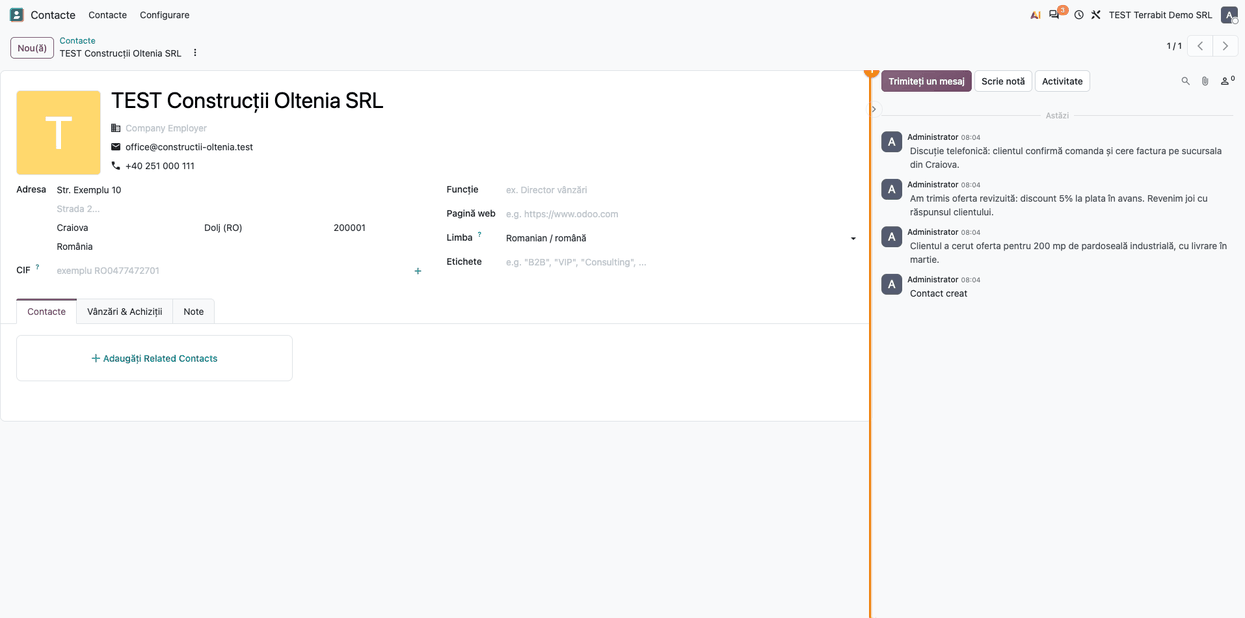 Contacte Contacte Configurare
AI 1 TEST Terrabit Demo SRL A
Nou(ă) Contacte
TEST Construcții Oltenia SRL
1 / 1
T
TEST Construcții Oltenia SRL
Company Employer
office@constructii-oltenia.test
+40 251 000 111
Adresa Str. Exemplu 10
Strada 2...
Craiova Dolj (RO) 200001
România
CIF ? exemplu RO0477472701
Funcție ex. Director vânzări
Pagină web e.g. https://www.odoo.com
Limba ? Romanian / română
Etichete e.g. "B2B", "VIP", "Consulting", ...
Contacte Vânzări & Achiziții Note
Adaugăți Related Contacts
Trimiteți un mesaj Scrie notă Activitate 0
Astăzi
A Administrator 08:04
Discuție telefonică: clientul confirmă comanda și cere factura pe sucursala
din Craiova.
A Administrator 08:04
Am trimis oferta revizuită: discount 5% la plata în avans. Revenim joi cu
răspunsul clientului.
A Administrator 08:04
Clientul a cerut oferta pentru 200 mp de pardoseală industrială, cu livrare în
martie.
A Administrator 08:04
Contact creat